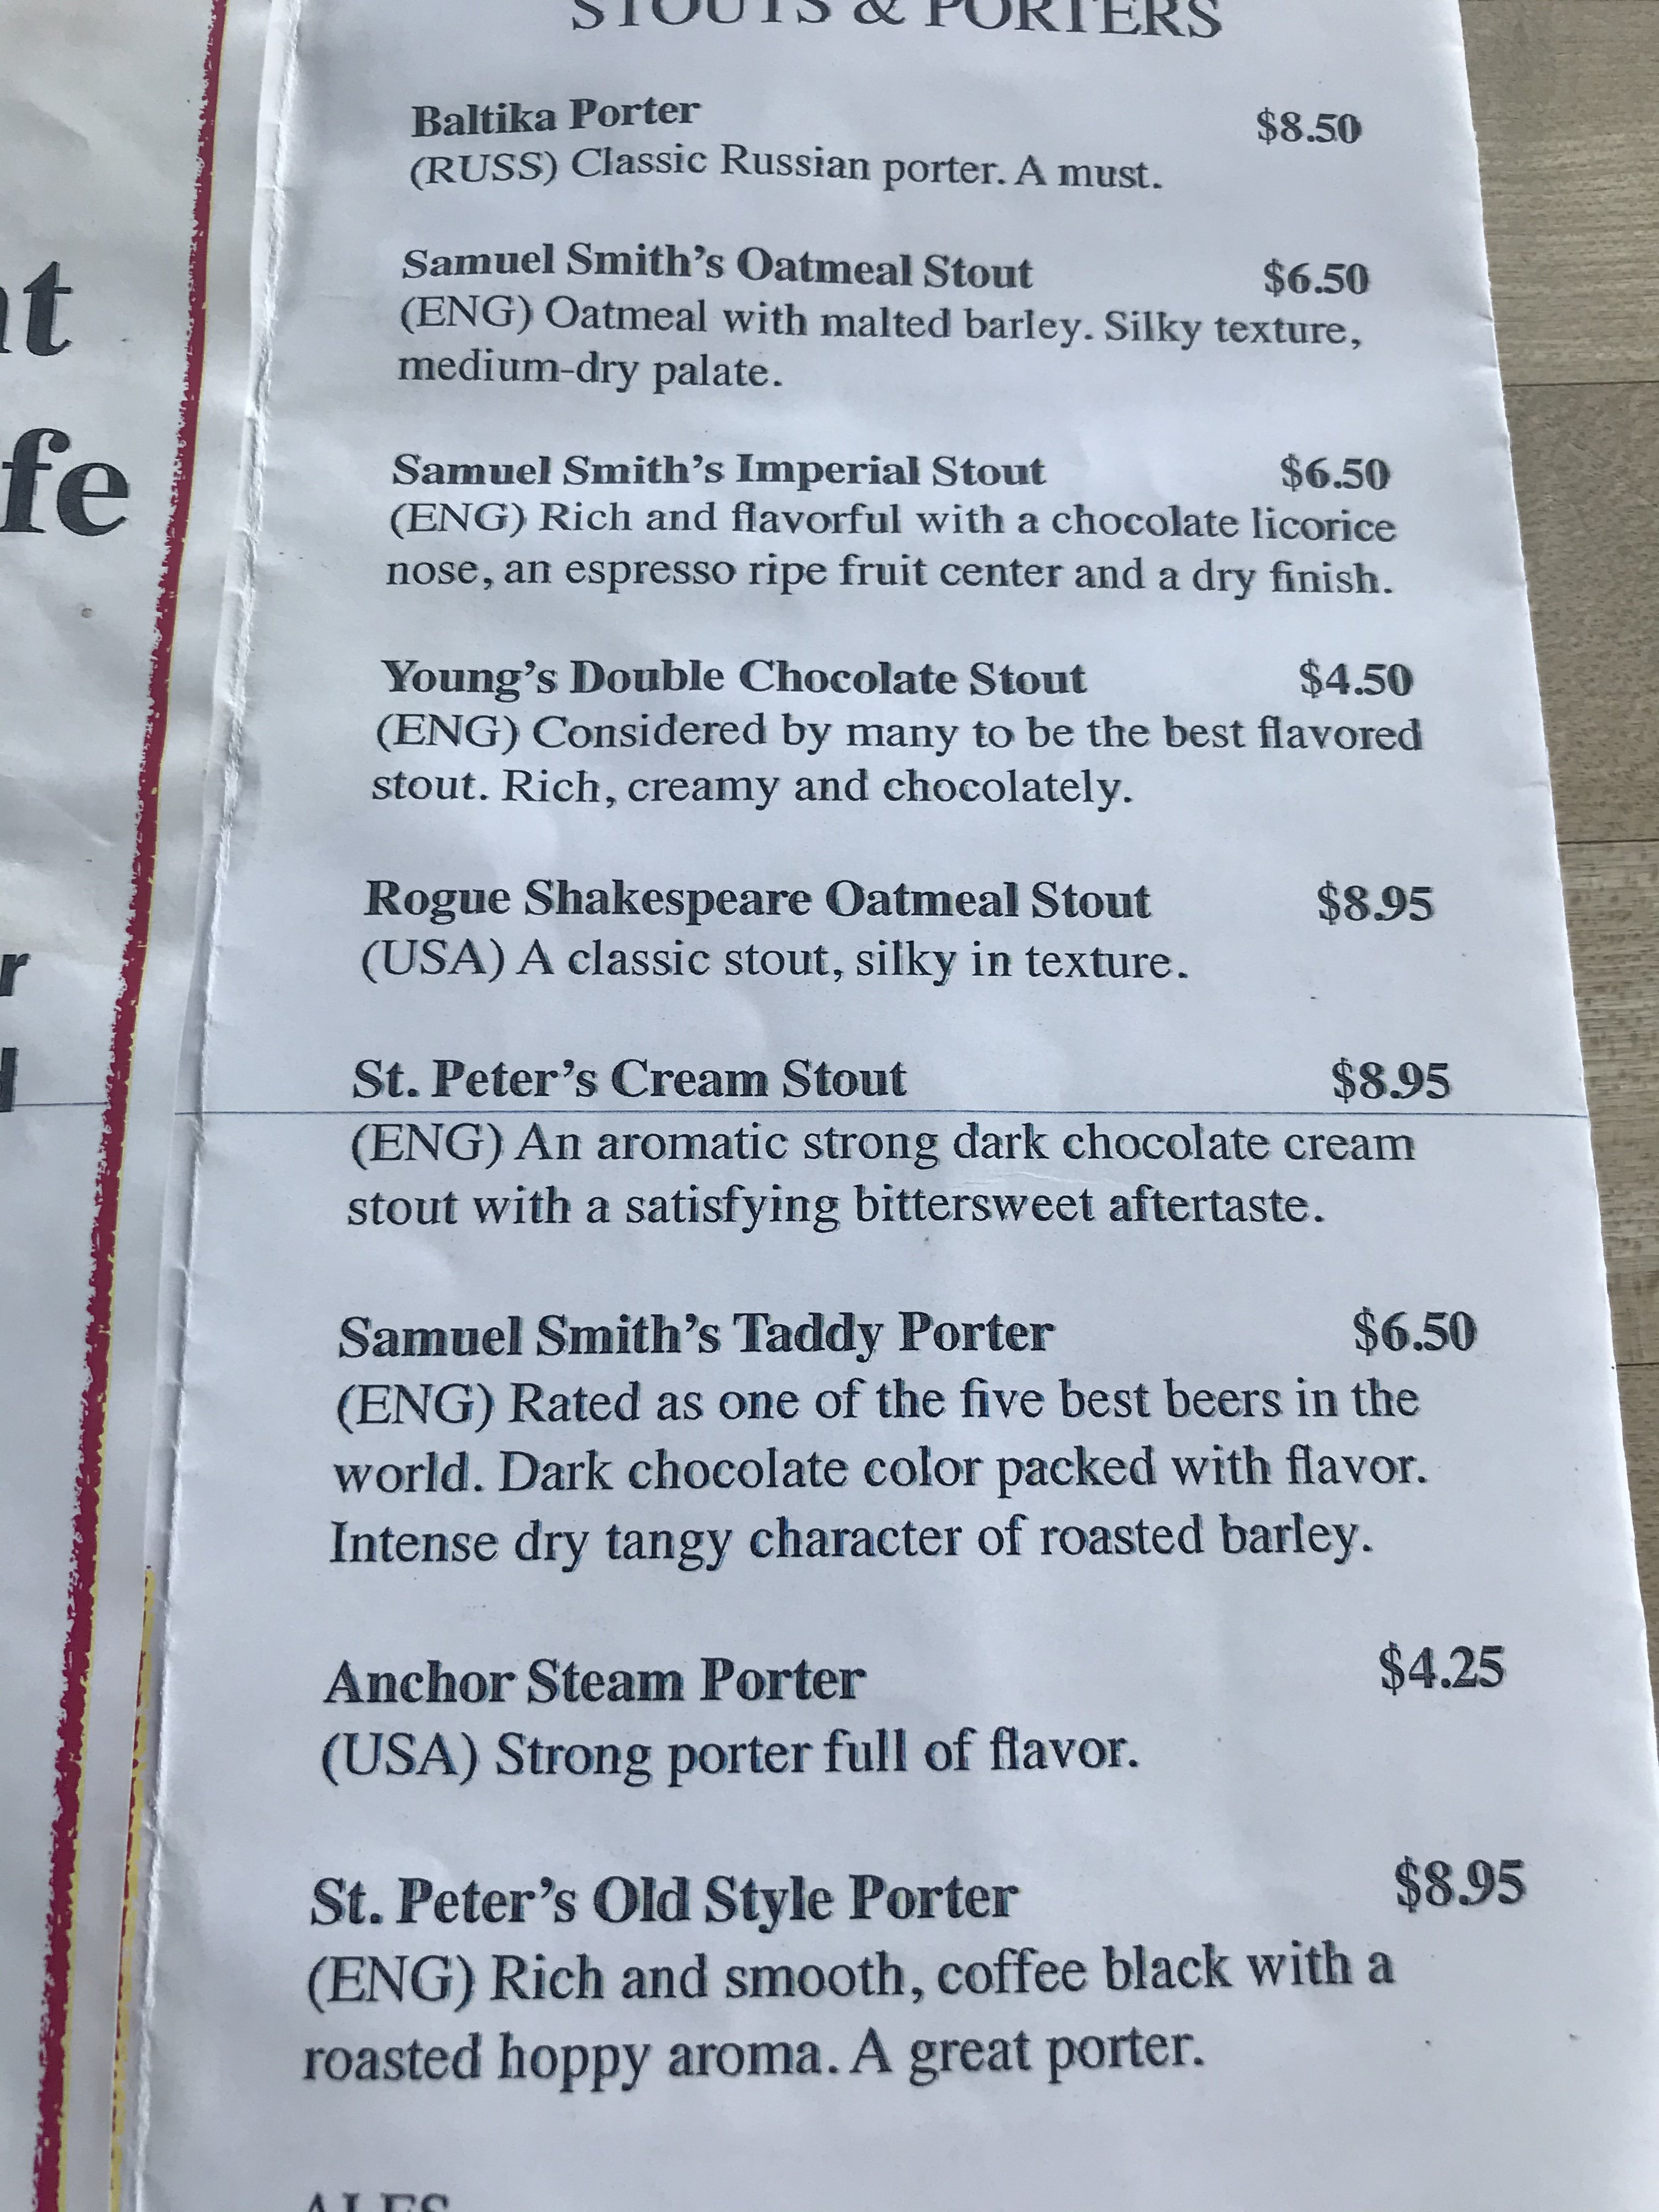 STOUTS & PORTERS
Baltika Porter $8.50
(RUSS) Classic Russian porter. A must.
Samuel Smith's Oatmeal Stout $6.50
(ENG) Oatmeal with malted barley. Silky texture,
medium-dry palate.
Samuel Smith's Imperial Stout $6.50
(ENG) Rich and flavorful with a chocolate licorice
nose, an espresso ripe fruit center and a dry finish.
Young's Double Chocolate Stout $4.50
(ENG) Considered by many to be the best flavored
stout. Rich, creamy and chocolately.
Rogue Shakespeare Oatmeal Stout $8.95
(USA) A classic stout, silky in texture.
St. Peter's Cream Stout $8.95
(ENG) An aromatic strong dark chocolate cream
stout with a satisfying bittersweet aftertaste.
Samuel Smith's Taddy Porter $6.50
(ENG) Rated as one of the five best beers in the
world. Dark chocolate color packed with flavor.
Intense dry tangy character of roasted barley.
Anchor Steam Porter $4.25
(USA) Strong porter full of flavor.
St. Peter's Old Style Porter $8.95
(ENG) Rich and smooth, coffee black with a
roasted hoppy aroma. A great porter.
ALES